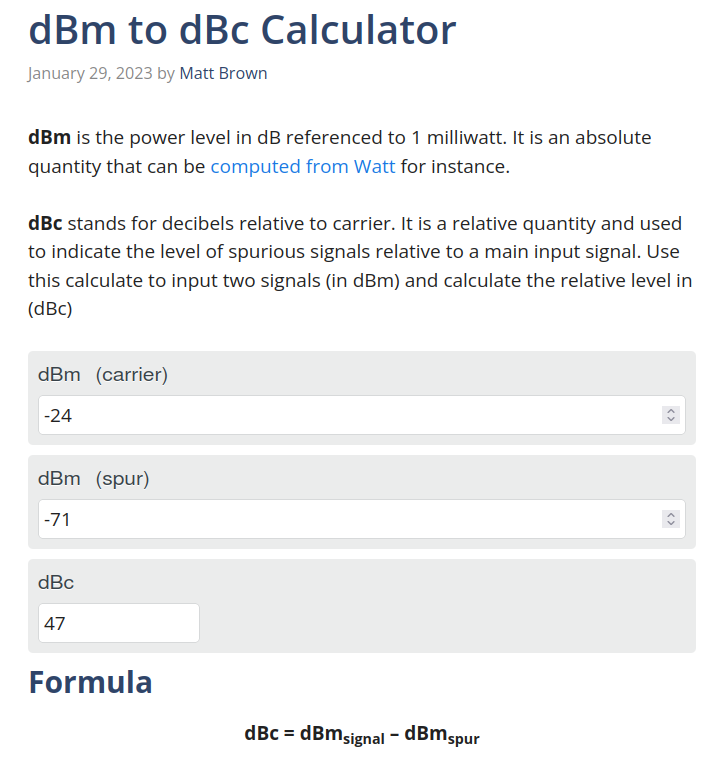 dBm to dBc Calculator
January 29, 2023 by Matt Brown
dBm is the power level in dB referenced to 1 milliwatt. It is an absolute
quantity that can be computed from Watt for instance.
dBc stands for decibels relative to carrier. It is a relative quantity and used
to indicate the level of spurious signals relative to a main input signal. Use
this calculate to input two signals (in dBm) and calculate the relative level in
(dBc)
dBm (carrier)
-24
dBm (spur)
-71
dBc
47
Formula
dBc = dBmsignal – dBmspur